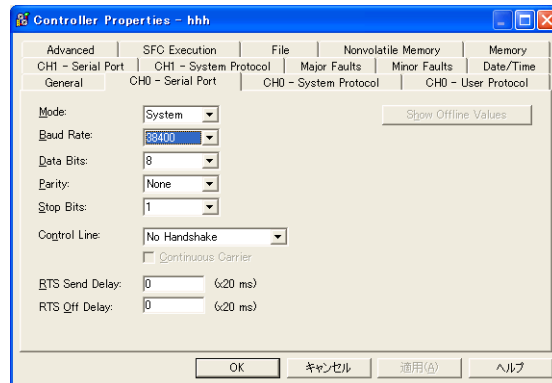 Controller Properties - hhh
Advanced SFC Execution File Nonvolatile Memory Memory
CH1 - Serial Port CH1 - System Protocol Major Faults Minor Faults Date/Time
General CH0 - Serial Port CH0 - System Protocol CH0 - User Protocol
Mode: System Show Offline Values
Baud Rate: 38400
Data Bits: 8
Parity: None
Stop Bits: 1
Control Line: No Handshake
Continuous Carrier
RTS Send Delay: 0 (x20 ms)
RTS Off Delay: 0 (x20 ms)
OK キャンセル 適用(A) ヘルプ